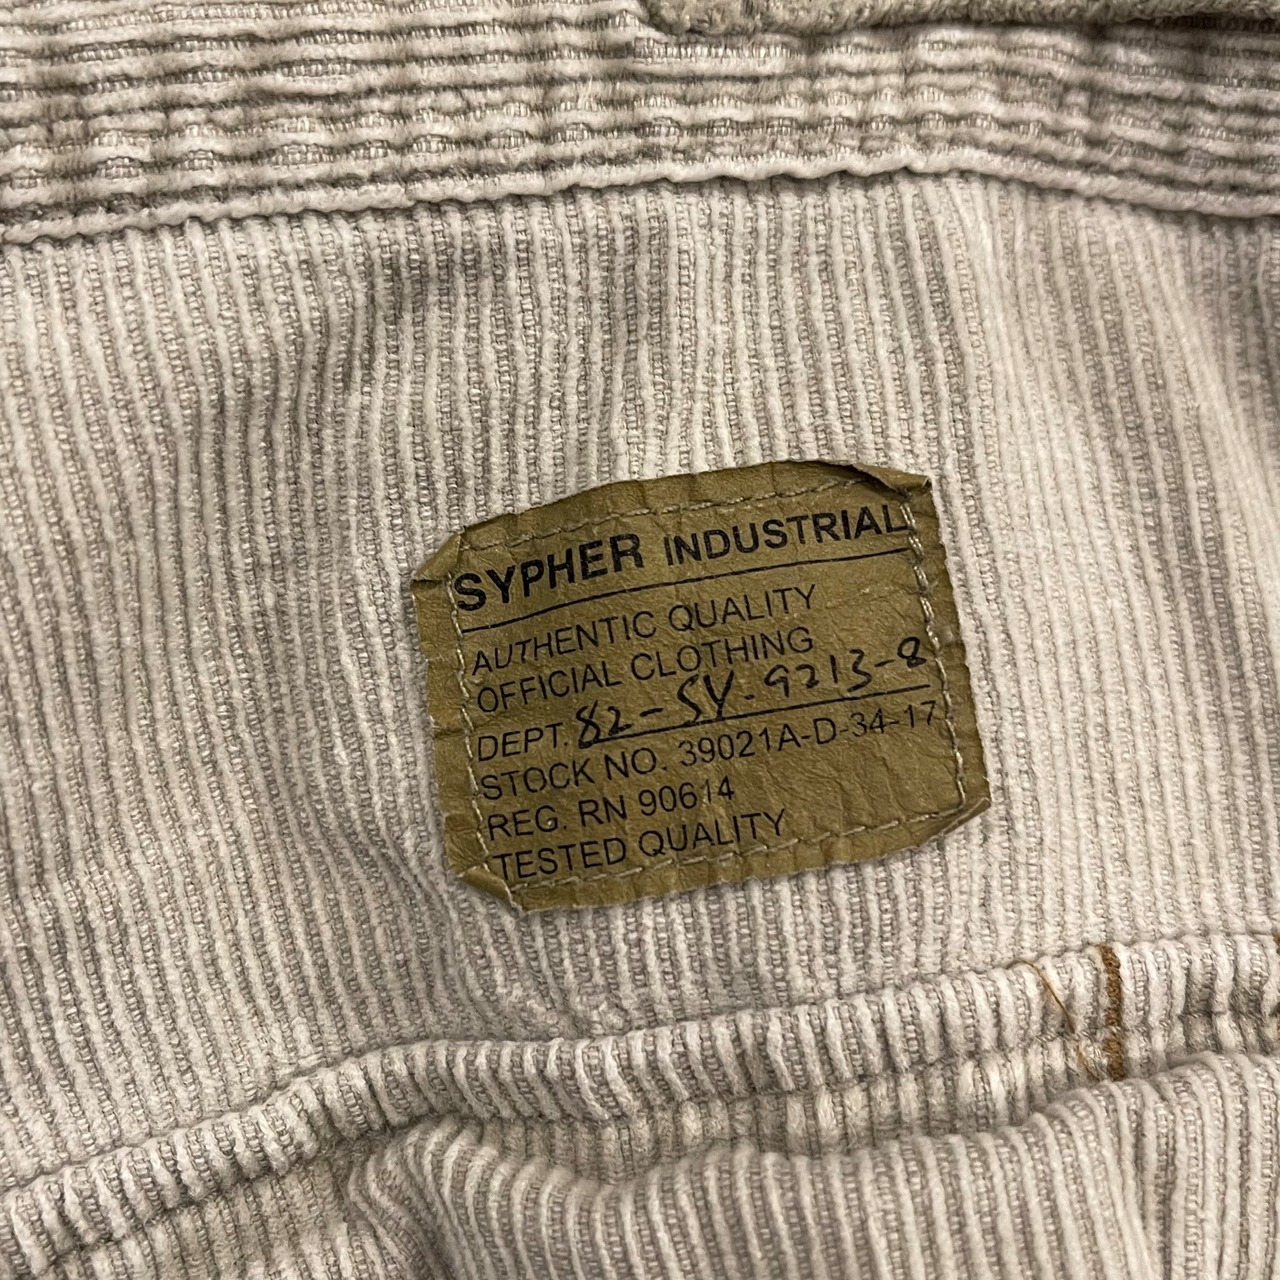 SYPHER INDUSTRIAL
AUTHENTIC QUALITY
OFFICIAL CLOTHING
DEPT. 82-SY-9213-8
STOCK NO. 39021A-D-34-17
REG. RN 90614
TESTED QUALITY